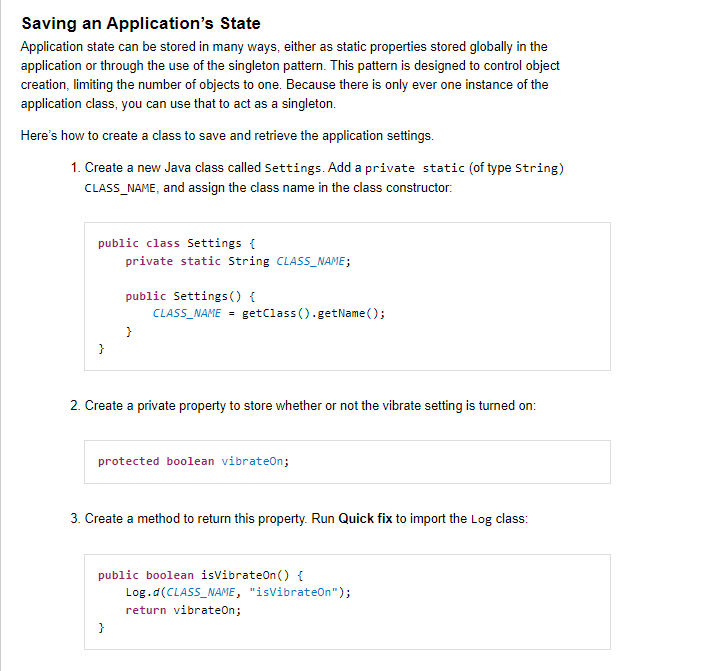 Saving an Application’s State
Application state can be stored in many ways, either as static properties stored globally in the
application or through the use of the singleton pattern. This pattern is designed to control object
creation, limiting the number of objects to one. Because there is only ever one instance of the
application class, you can use that to act as a singleton.
Here’s how to create a class to save and retrieve the application settings.
1. Create a new Java class called Settings. Add a private static (of type String)
CLASS_NAME, and assign the class name in the class constructor:
public class Settings {
private static String CLASS_NAME;
public Settings() {
CLASS_NAME = getClass().getName();
}
}
2. Create a private property to store whether or not the vibrate setting is turned on:
protected boolean vibrateOn;
3. Create a method to return this property. Run Quick fix to import the Log class:
public boolean isVibrateOn() {
Log.d(CLASS_NAME, "isVibrateOn");
return vibrateOn;
}